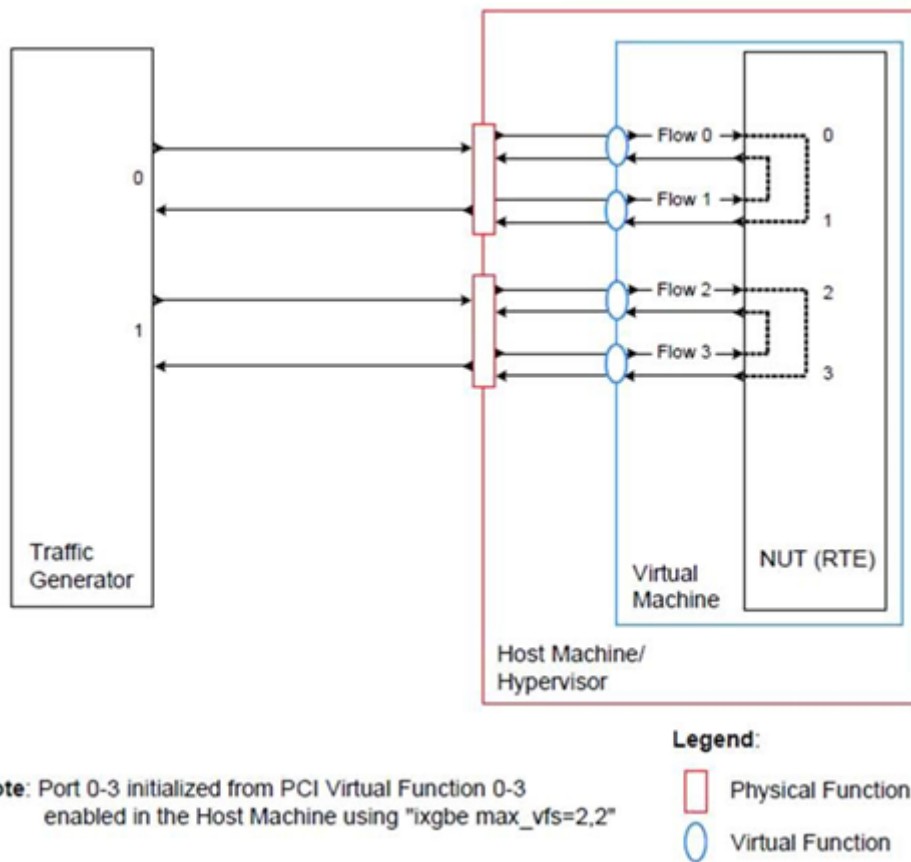 0
1
Traffic
Generator
Flow 0
0
Flow 1
1
Flow 2
2
Flow 3
3
NUT (RTE)
Virtual
Machine
Host Machine/
Hypervisor
Legend:
ote: Port 0-3 initialized from PCI Virtual Function 0-3
enabled in the Host Machine using "ixgbe max_vfs=2,2"
Physical Function
Virtual Function